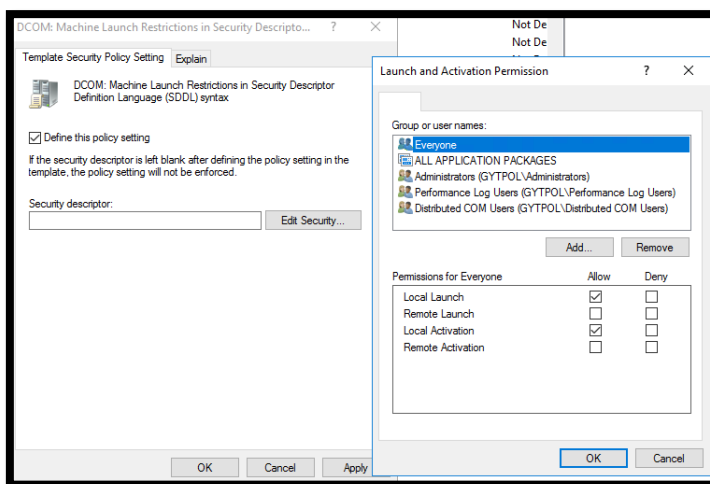 DCOM: Machine Launch Restrictions in Security Descripto... ? ×
Template Security Policy Setting Explain
DCOM: Machine Launch Restrictions in Security Descriptor
Definition Language (SDDL) syntax
Define this policy setting
If the security descriptor is left blank after defining the policy setting in the
template, the policy setting will not be enforced.
Security descriptor:
Edit Security...
OK Cancel Apply
Not De
Not De
Launch and Activation Permission ? ×
Group or user names:
Everyone
ALL APPLICATION PACKAGES
Administrators (GYTPOL\Administrators)
Performance Log Users (GYTPOL\Performance Log Users)
Distributed COM Users (GYTPOL\Distributed COM Users)
Add... Remove
Permissions for Everyone Allow Deny
Local Launch
Remote Launch
Local Activation
Remote Activation
OK Cancel